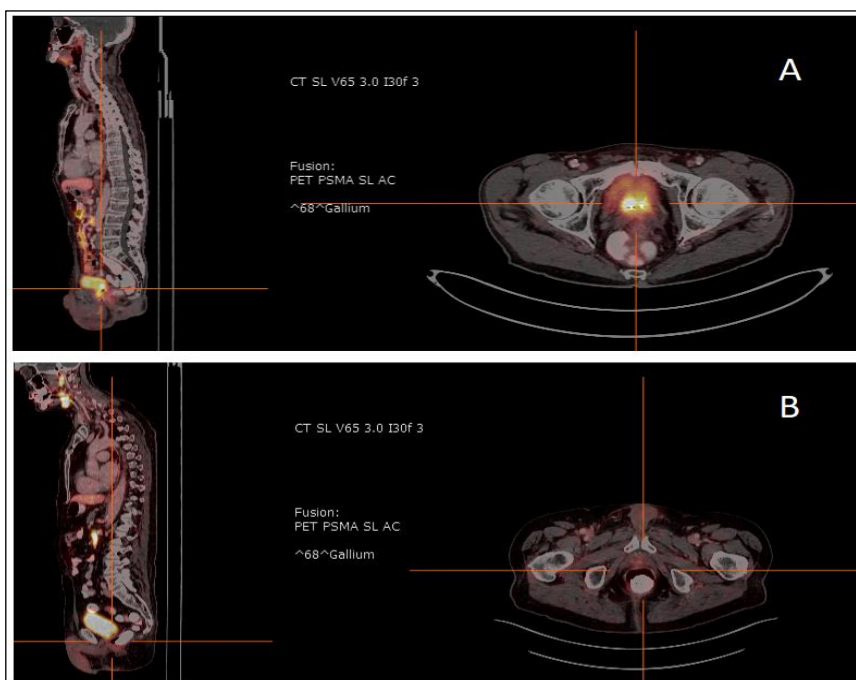 A
CT SL V65 3.0 I30f 3
Fusion:
PET PSMA SL AC
^68^Gallium
B
CT SL V65 3.0 I30f 3
Fusion:
PET PSMA SL AC
^68^Gallium